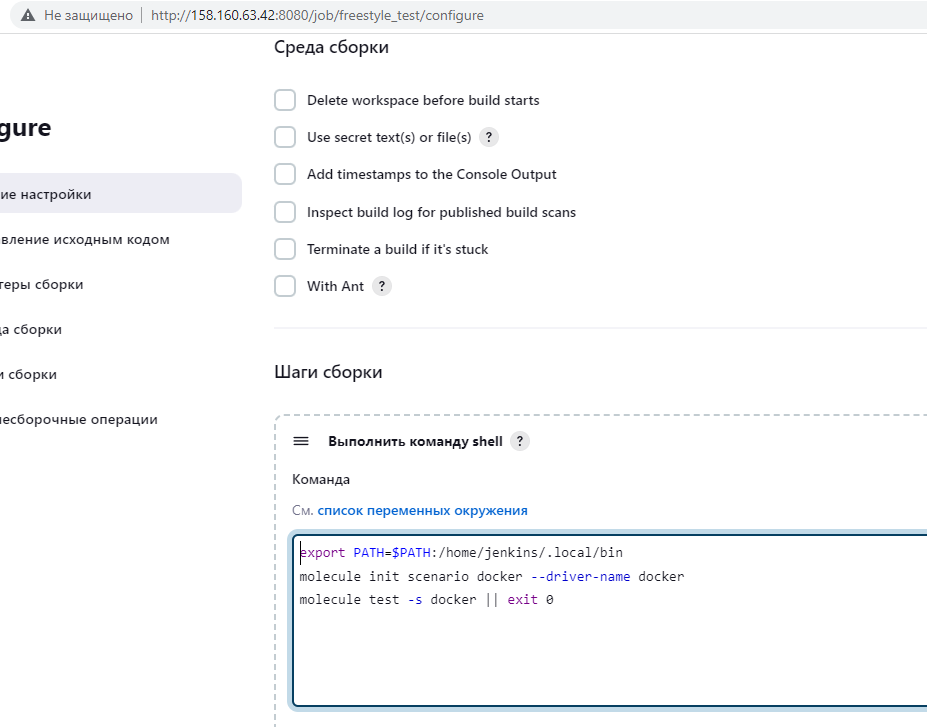 Не защищено http://158.160.63.42:8080/job/freestyle_test/configure
Среда сборки
Delete workspace before build starts
gure
Use secret text(s) or file(s) ?
Add timestamps to the Console Output
ие настройки
Inspect build log for published build scans
вление исходным кодом
Terminate a build if it's stuck
геры сборки
With Ant ?
да сборки
и сборки
Шаги сборки
лесборочные операции
Выполнить команду shell ?
Команда
См. список переменных окружения
export PATH=$PATH:/home/jenkins/.local/bin
molecule init scenario docker --driver-name docker
molecule test -s docker || exit 0